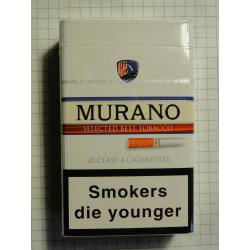 MURANO
SELECTED BEST TOBACCO
20 CLASS A CIGARETTES
Smokers
die younger